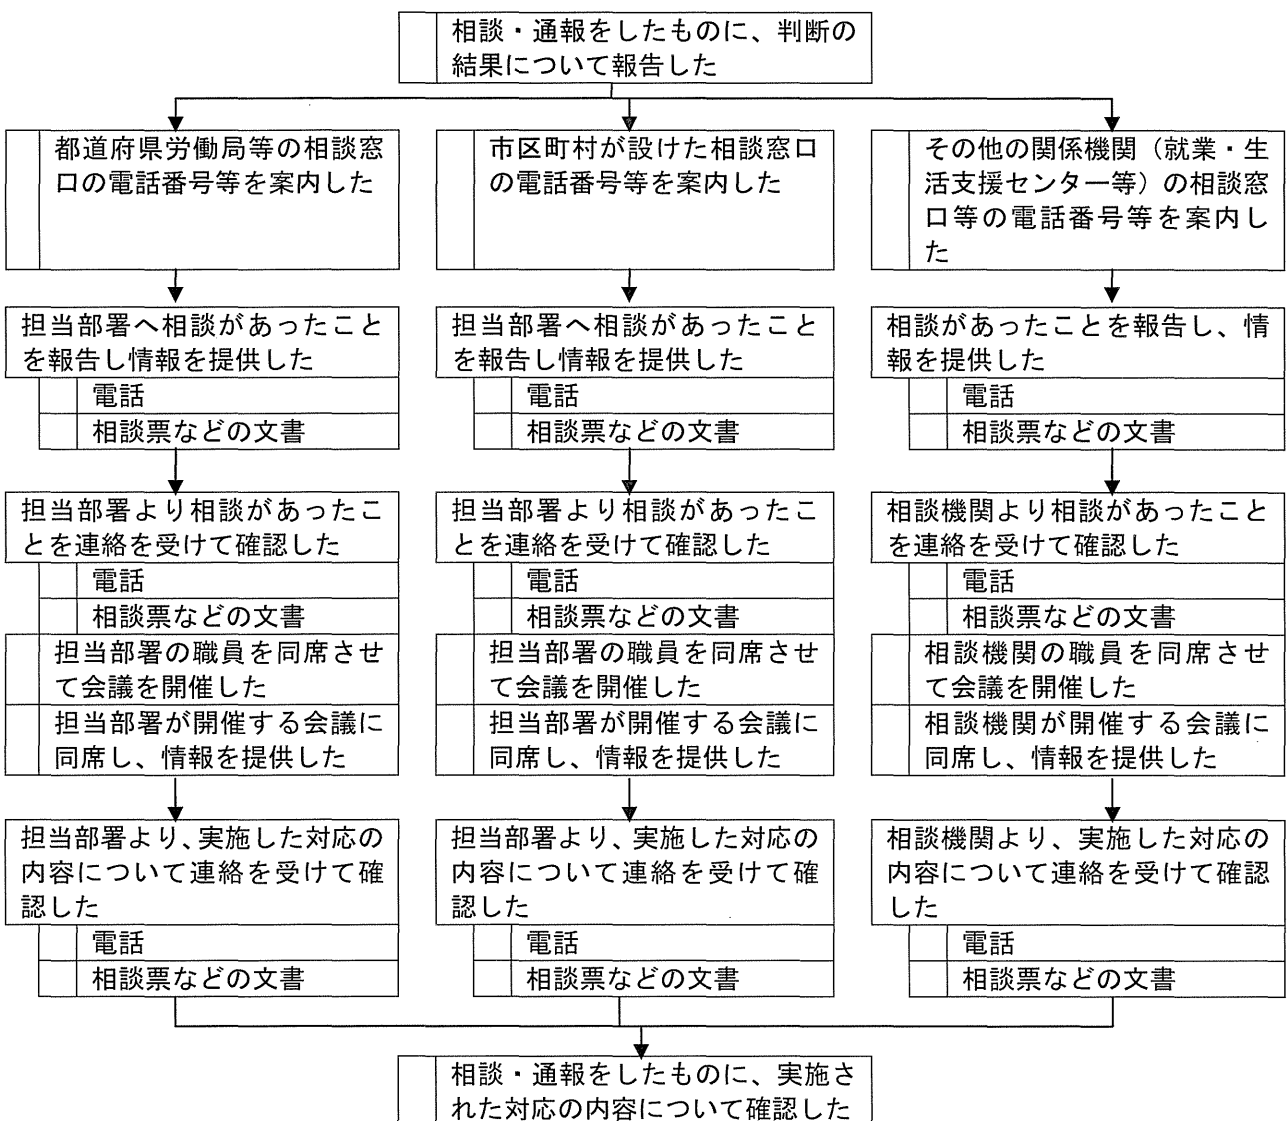 相談・通報をしたものに、判断の
結果について報告した
都道府県労働局等の相談窓
口の電話番号等を案内した
市区町村が設けた相談窓口
の電話番号等を案内した
その他の関係機関（就業・生
活支援センター等）の相談窓
口等の電話番号等を案内し
た
担当部署へ相談があったこと
を報告し情報を提供した
電話
相談票などの文書
担当部署へ相談があったこと
を報告し情報を提供した
電話
相談票などの文書
相談があったことを報告し、情
報を提供した
電話
相談票などの文書
担当部署より相談があったこ
とを連絡を受けて確認した
電話
相談票などの文書
担当部署の職員を同席させ
て会議を開催した
担当部署が開催する会議に
同席し、情報を提供した
担当部署より相談があったこ
とを連絡を受けて確認した
電話
相談票などの文書
担当部署の職員を同席させ
て会議を開催した
担当部署が開催する会議に
同席し、情報を提供した
相談機関より相談があったこと
を連絡を受けて確認した
電話
相談票などの文書
相談機関の職員を同席させ
て会議を開催した
相談機関が開催する会議に
同席し、情報を提供した
担当部署より、実施した対応の
内容について連絡を受けて確
認した
電話
相談票などの文書
担当部署より、実施した対応の
内容について連絡を受けて確
認した
電話
相談票などの文書
相談機関より、実施した対応の
内容について連絡を受けて確認
した
電話
相談票などの文書
相談・通報をしたものに、実施さ
れた対応の内容について確認した